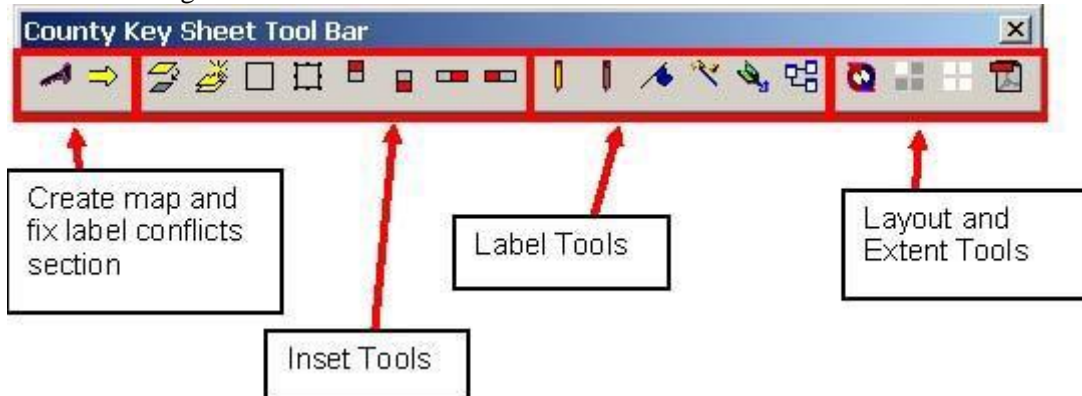 County Key Sheet Tool Bar
Create map and
fix label conflicts
section
Inset Tools
Label Tools
Layout and
Extent Tools